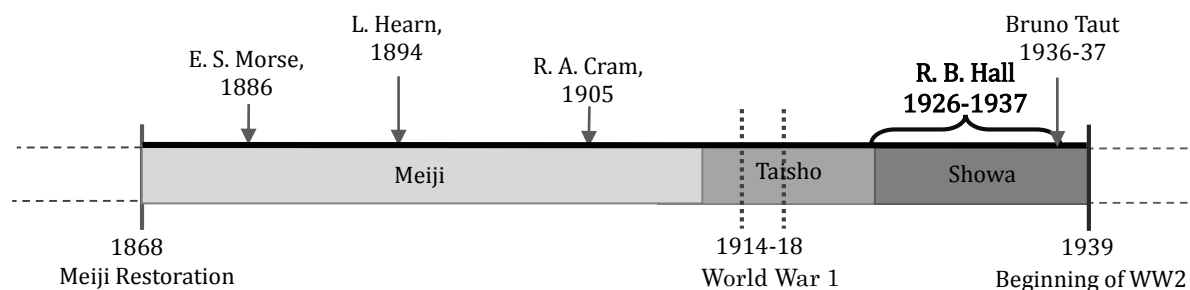 E. S. Morse,
1886
L. Hearn,
1894
R. A. Cram,
1905
R. B. Hall
1926-1937
Bruno Taut
1936-37
Meiji
Taisho
Showa
1868
Meiji Restoration
1914-18
World War 1
1939
Beginning of WW2